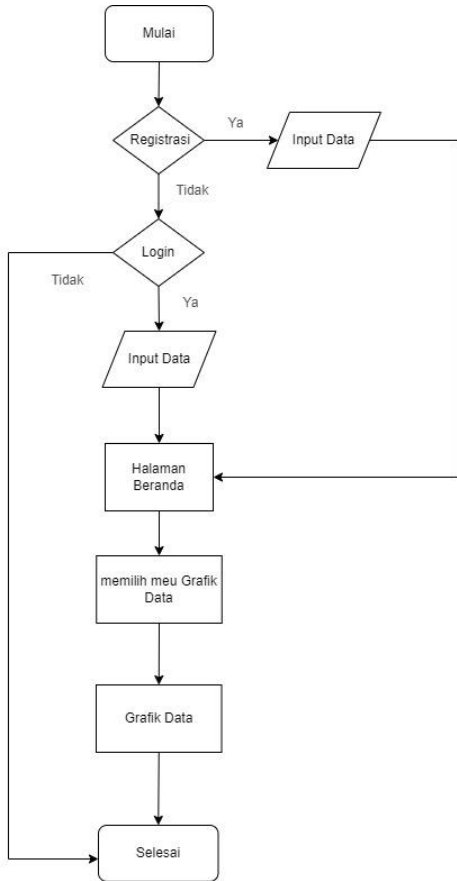 Mulai
Registrasi
Ya
Input Data
Tidak
Login
Tidak
Ya
Input Data
Halaman
Beranda
memilih meu Grafik
Data
Grafik Data
Selesai